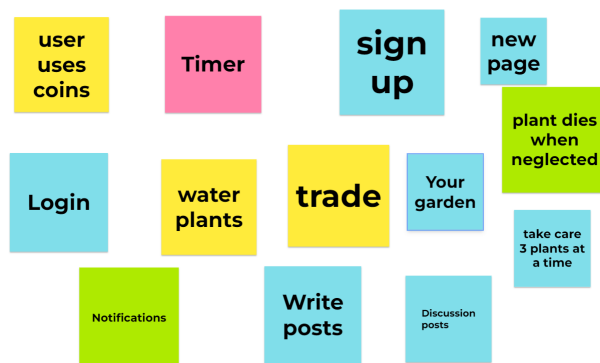 user
uses
coins
Timer
sign
up
new
page
plant dies
when
neglected
Login
water
plants
trade
Your
garden
take care
3 plants at
a time
Notifications
Write
posts
Discussion
posts